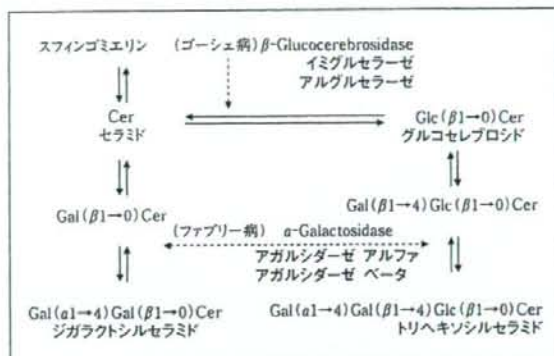 スフィンゴミエリン
(ゴーシェ病) β-Glucocerebrosidase
イミグルセラーゼ
アルグルセラーゼ
Cer
セラミド
Glc(β1→0)Cer
グルコセレブロシド
Gal(β1→0)Cer
Gal(β1→4)Glc(β1→0)Cer
(ファブリー病) α-Galactosidase
アガルシダーゼ アルファ
アガルシダーゼ ベータ
Gal(α1→4)Gal(β1→0)Cer
ジガラクトシルセラミド
Gal(α1→4)Gal(β1→4)Glc(β1→0)Cer
トリヘキソシルセラミド